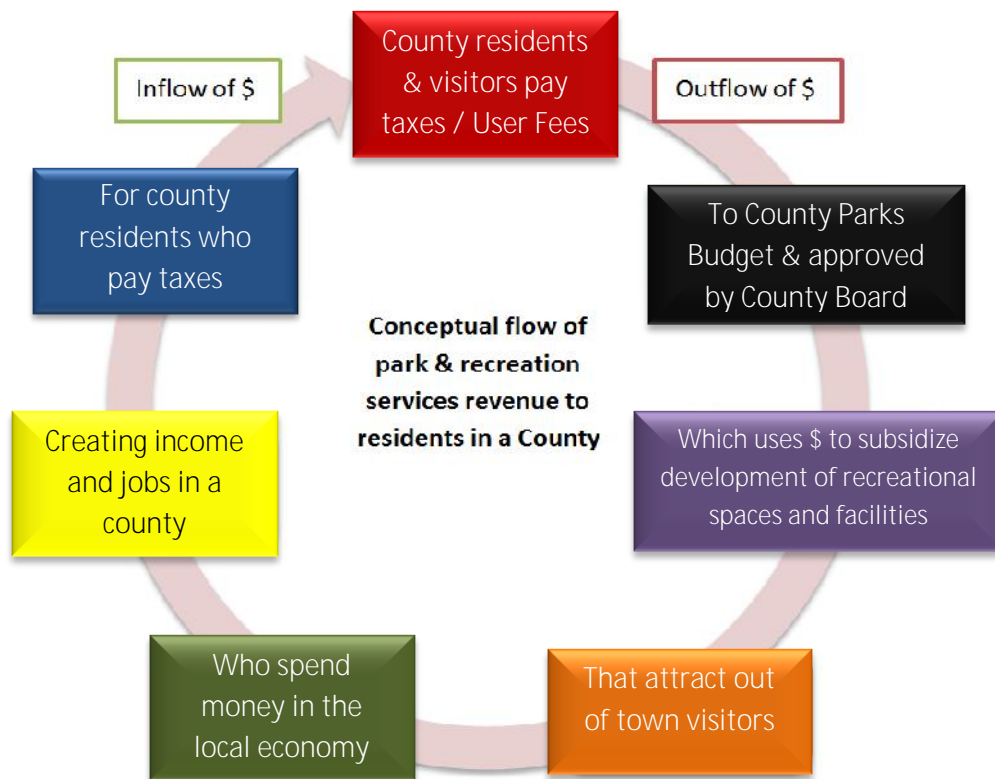 County residents
& visitors pay
taxes / User Fees
Inflow of $
Outflow of $
For county
residents who
pay taxes
To County Parks
Budget & approved
by County Board
Conceptual flow of
park & recreation
services revenue to
residents in a County
Creating income
and jobs in a
county
Which uses $ to subsidize
development of recreational
spaces and facilities
Who spend
money in the
local economy
That attract out
of town visitors